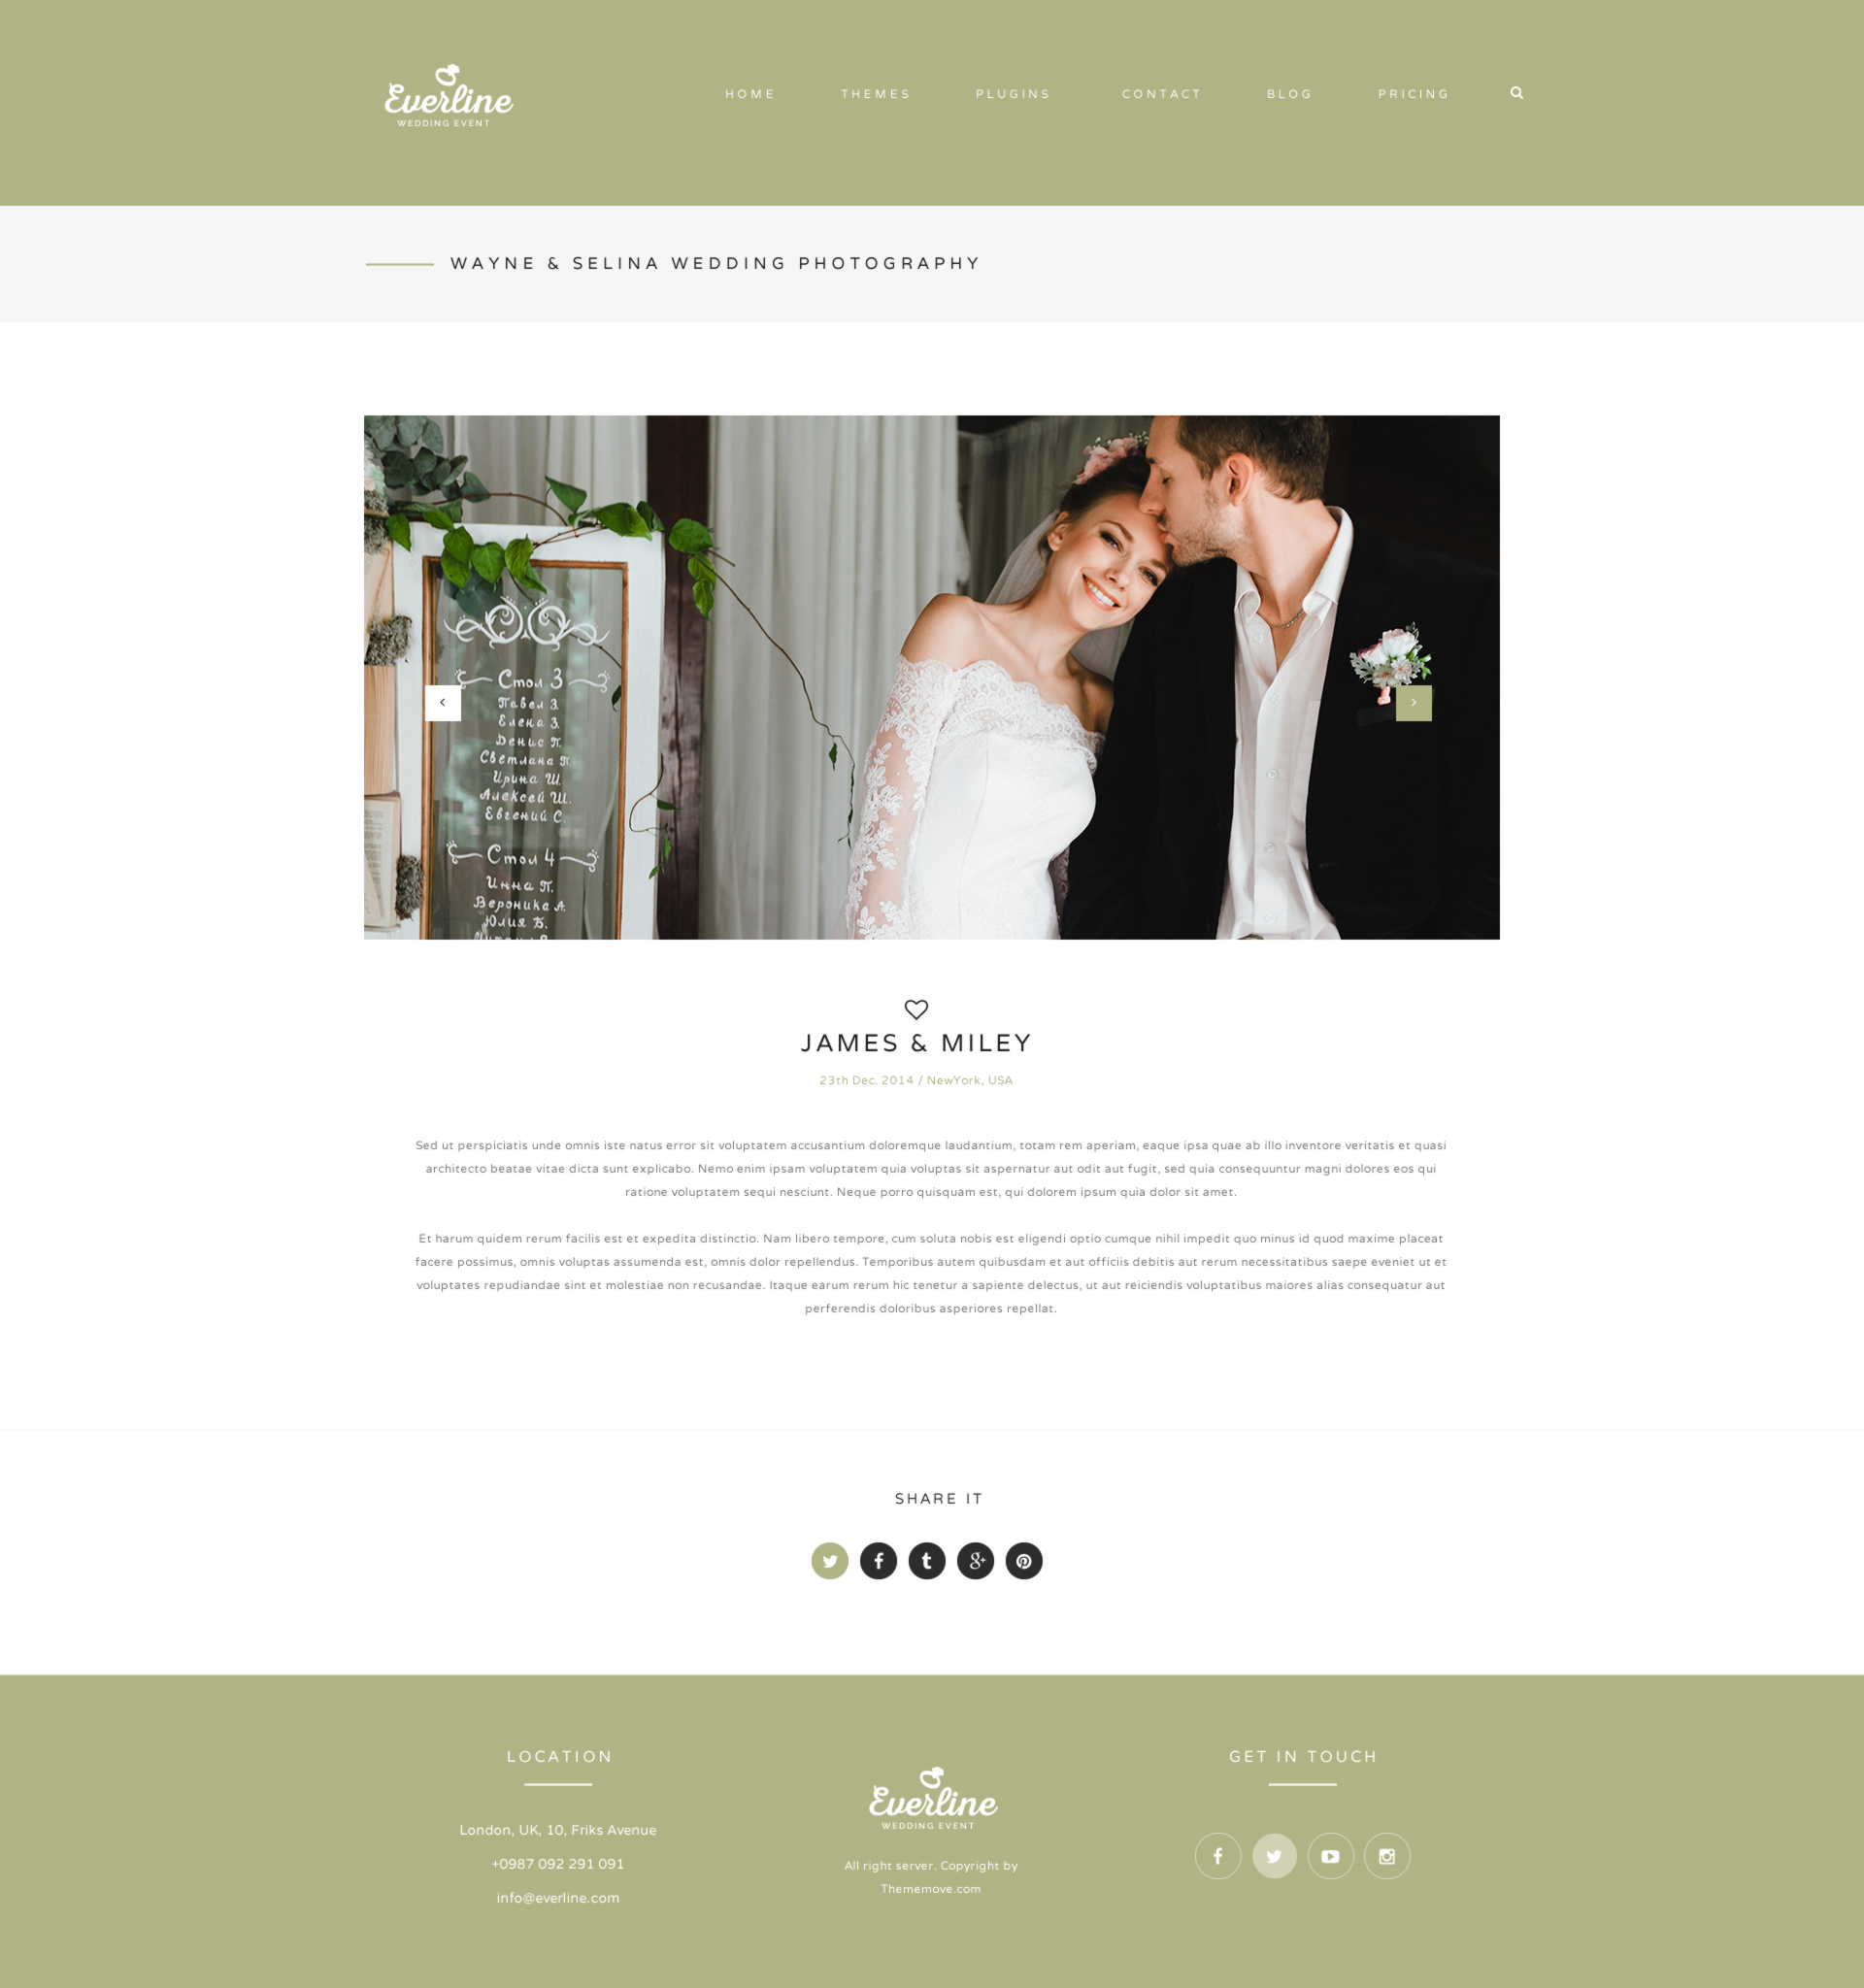 Everline
WEDDING EVENT
HOME THEMES PLUGINS CONTACT BLOG PRICING
WAYNE & SELINA WEDDING PHOTOGRAPHY
Стол 3
Павел З.
Елена З.
Денис П.
Светлана П.
Ирина Ш.
Алексей Ш.
Евгений С.
Стол 4
Инна П.
Вероника А.
Юлия Б.
JAMES & MILEY
23th Dec. 2014 / NewYork, USA
Sed ut perspiciatis unde omnis iste natus error sit voluptatem accusantium doloremque laudantium, totam rem aperiam, eaque ipsa quae ab illo inventore veritatis et quasi
architecto beatae vitae dicta sunt explicabo. Nemo enim ipsam voluptatem quia voluptas sit aspernatur aut odit aut fugit, sed quia consequuntur magni dolores eos qui
ratione voluptatem sequi nesciunt. Neque porro quisquam est, qui dolorem ipsum quia dolor sit amet.
Et harum quidem rerum facilis est et expedita distinctio. Nam libero tempore, cum soluta nobis est eligendi optio cumque nihil impedit quo minus id quod maxime placeat
facere possimus, omnis voluptas assumenda est, omnis dolor repellendus. Temporibus autem quibusdam et aut officiis debitis aut rerum necessitatibus saepe eveniet ut et
voluptates repudiandae sint et molestiae non recusandae. Itaque earum rerum hic tenetur a sapiente delectus, ut aut reiciendis voluptatibus maiores alias consequatur aut
perferendis doloribus asperiores repellat.
SHARE IT
LOCATION
London, UK, 10, Friks Avenue
+0987 092 291 091
info@everline.com
Everline
WEDDING EVENT
All right server. Copyright by
Thememove.com
GET IN TOUCH